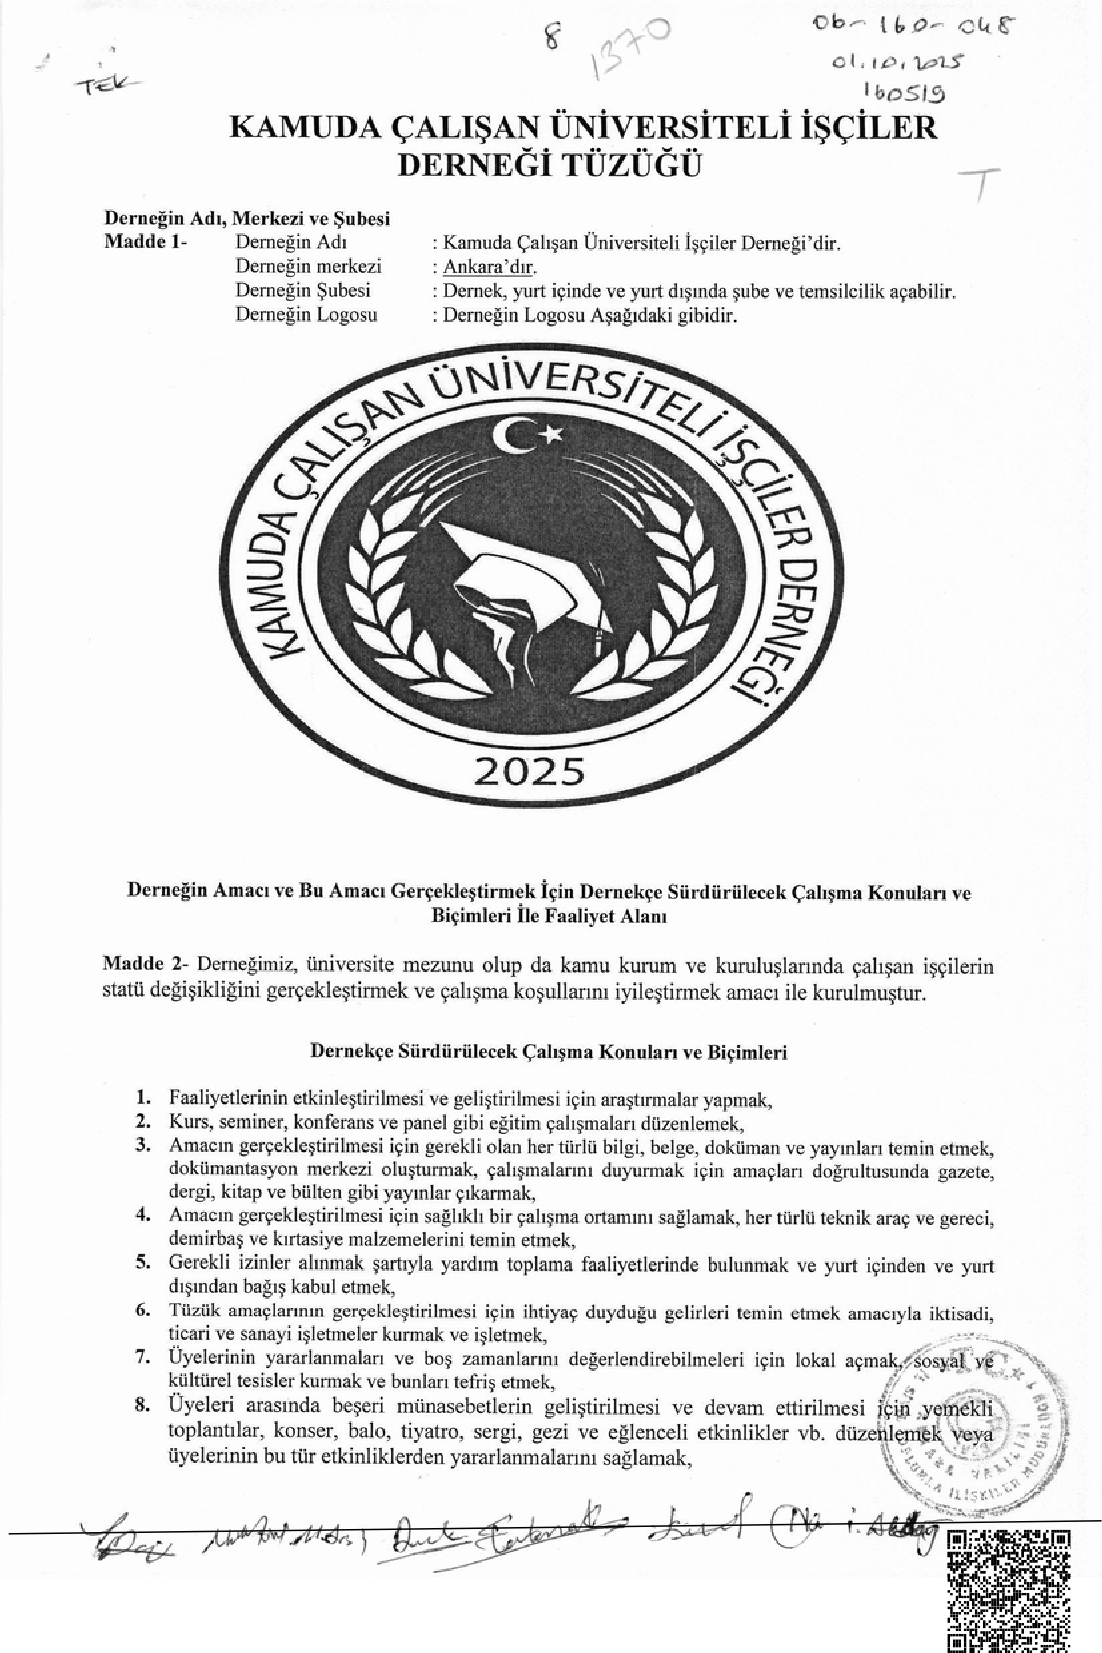 8
1370
06-160-048
01.10.2025
160519
TEK
KAMUDA ÇALIŞAN ÜNİVERSİTELİ İŞÇİLER
DERNEĞİ TÜZÜĞÜ
T
Derneğin Adı, Merkezi ve Şubesi
Madde 1- Derneğin Adı : Kamuda Çalışan Üniversiteli İşçiler Derneği’dir.
Derneğin merkezi : Ankara’dır.
Derneğin Şubesi : Dernek, yurt içinde ve yurt dışında şube ve temsilcilik açabilir.
Derneğin Logosu : Derneğin Logosu Aşağıdaki gibidir.
KAMUDA ÇALIŞAN ÜNİVERSİTELİ İŞÇİLER DERNEĞİ
2025
Derneğin Amacı ve Bu Amacı Gerçekleştirmek İçin Dernekçe Sürdürülecek Çalışma Konuları ve
Biçimleri İle Faaliyet Alanı
Madde 2- Derneğimiz, üniversite mezunu olup da kamu kurum ve kuruluşlarında çalışan işçilerin
statü değişikliğini gerçekleştirmek ve çalışma koşullarını iyileştirmek amacı ile kurulmuştur.
Dernekçe Sürdürülecek Çalışma Konuları ve Biçimleri
1. Faaliyetlerinin etkinleştirilmesi ve geliştirilmesi için araştırmalar yapmak,
2. Kurs, seminer, konferans ve panel gibi eğitim çalışmaları düzenlemek,
3. Amacın gerçekleştirilmesi için gerekli olan her türlü bilgi, belge, doküman ve yayınları temin etmek,
dokümantasyon merkezi oluşturmak, çalışmalarını duyurmak için amaçları doğrultusunda gazete,
dergi, kitap ve bülten gibi yayınlar çıkarmak,
4. Amacın gerçekleştirilmesi için sağlıklı bir çalışma ortamını sağlamak, her türlü teknik araç ve gereci,
demirbaş ve kırtasiye malzemelerini temin etmek,
5. Gerekli izinler alınmak şartıyla yardım toplama faaliyetlerinde bulunmak ve yurt içinden ve yurt
dışından bağış kabul etmek,
6. Tüzük amaçlarının gerçekleştirilmesi için ihtiyaç duyduğu gelirleri temin etmek amacıyla iktisadi,
ticari ve sanayi işletmeler kurmak ve işletmek,
7. Üyelerinin yararlanmaları ve boş zamanlarını değerlendirebilmeleri için lokal açmak, sosyal ve
kültürel tesisler kurmak ve bunları tefriş etmek,
8. Üyeleri arasında beşeri münasebetlerin geliştirilmesi ve devam ettirilmesi için yemekli
toplantılar, konser, balo, tiyatro, sergi, gezi ve eğlenceli etkinlikler vb. düzenlemek veya
üyelerinin bu tür etkinliklerden yararlanmalarını sağlamak,
T.C.
VALİLİĞİ
İLİŞKİLER MÜDÜRLÜĞÜ